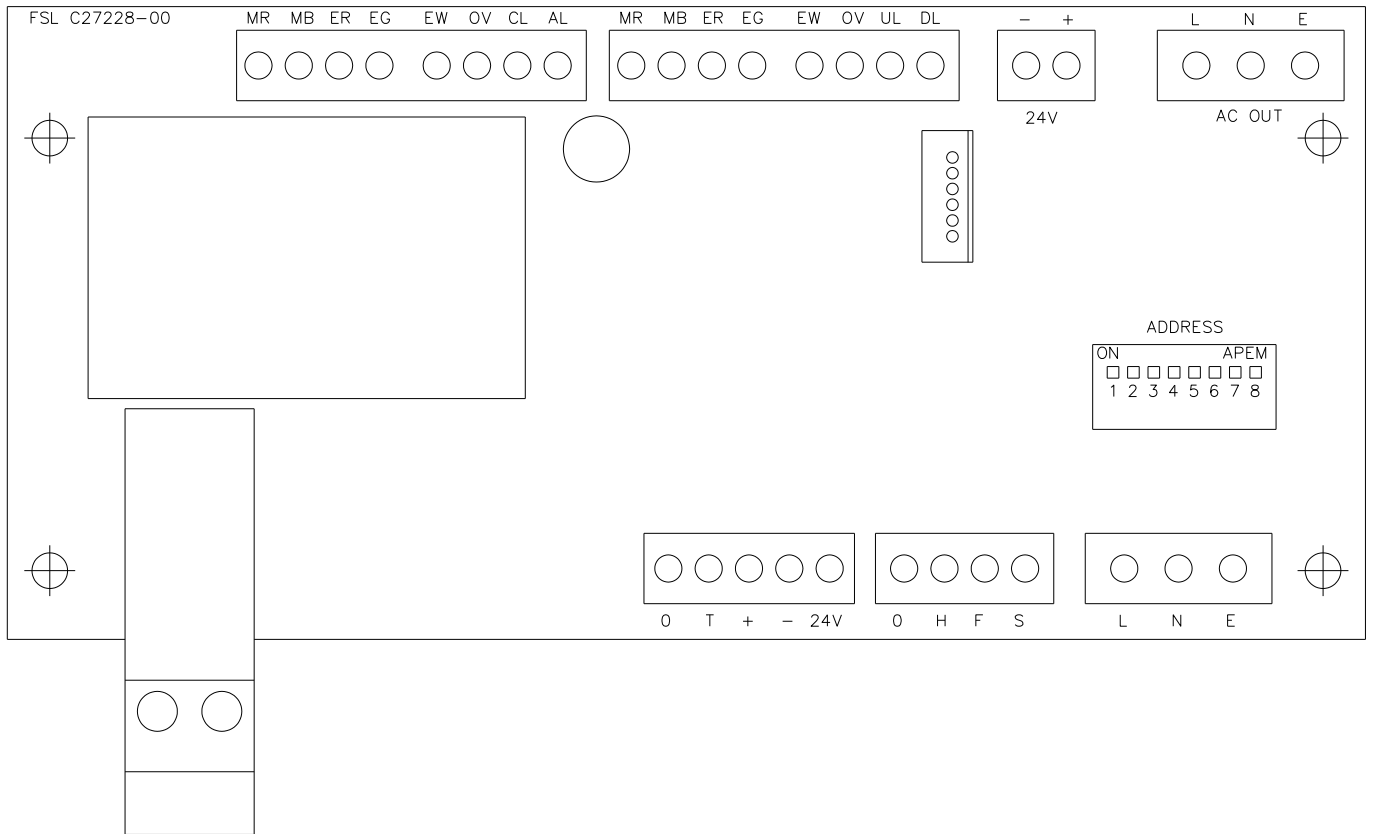 FSL C27228-00
MR MB ER EG EW OV CL AL
MR MB ER EG EW OV UL DL
- +
L N E
24V
AC OUT
ADDRESS
ON APEM
1 2 3 4 5 6 7 8
0 T + - 24V
0 H F S
L N E